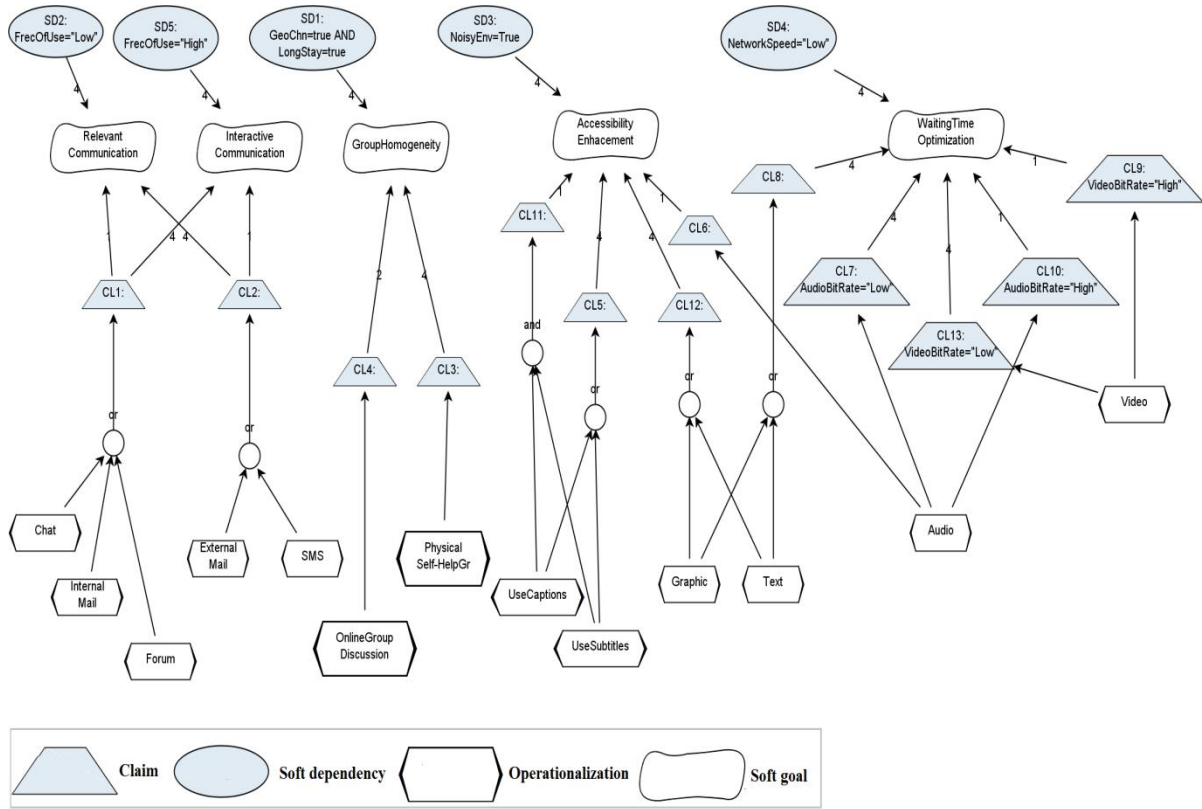 SD2:
FrecOfUse="Low"
SD5:
FrecOfUse="High"
SD1:
GeoChn=true AND
LongStay=true
SD3:
NoisyEnv=True
SD4:
NetworkSpeed="Low"
4
4
4
4
4
Relevant
Communication
Interactive
Communication
GroupHomogeneity
Accessibility
Enhacement
WaitingTime
Optimization
CL8:
4
1
CL9:
VideoBitRate="High"
CL11:
1
1
CL6:
1
4
4
1
2
4
4
4
4
4
1
CL1:
CL2:
CL5:
CL12:
CL7:
AudioBitRate="Low"
CL10:
AudioBitRate="High"
CL13:
VideoBitRate="Low"
and
CL4:
CL3:
or
or
or
or
or
Video
Chat
External
Mail
SMS
Physical
Self-HelpGr
Audio
Internal
Mail
UseCaptions
Graphic
Text
Forum
OnlineGroup
Discussion
UseSubtitles
Claim
Soft dependency
Operationalization
Soft goal